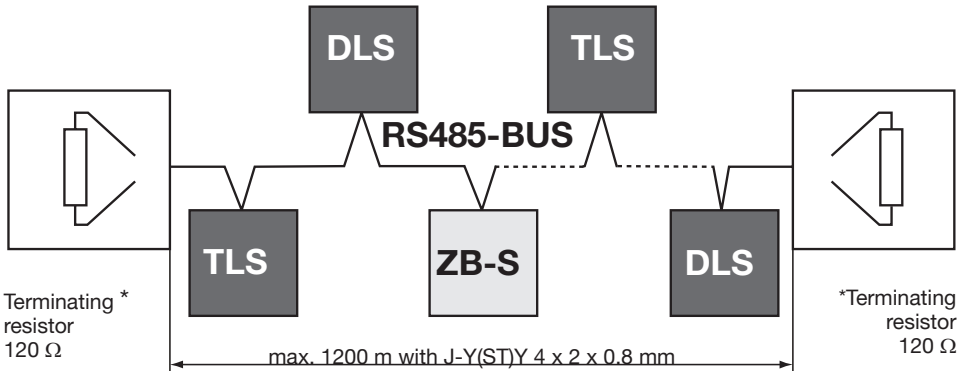 DLS
TLS
RS485-BUS
TLS
ZB-S
DLS
Terminating *
resistor
120 Ω
*Terminating
resistor
120 Ω
max. 1200 m with J-Y(ST)Y 4 x 2 x 0.8 mm